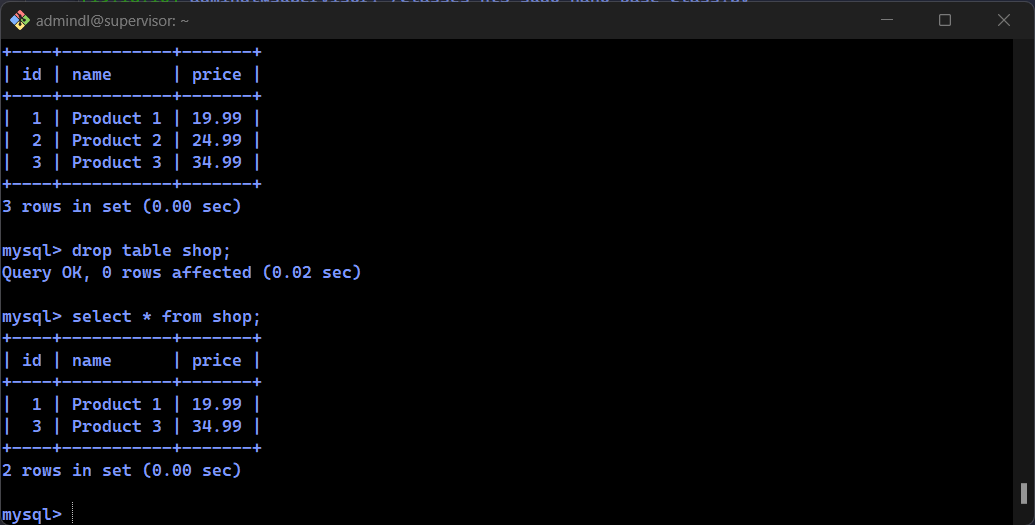 admindl@supervisor: ~
+----+-----------+-------+
| id | name      | price |
+----+-----------+-------+
|  1 | Product 1 | 19.99 |
|  2 | Product 2 | 24.99 |
|  3 | Product 3 | 34.99 |
+----+-----------+-------+
3 rows in set (0.00 sec)
mysql> drop table shop;
Query OK, 0 rows affected (0.02 sec)
mysql> select * from shop;
+----+-----------+-------+
| id | name      | price |
+----+-----------+-------+
|  1 | Product 1 | 19.99 |
|  3 | Product 3 | 34.99 |
+----+-----------+-------+
2 rows in set (0.00 sec)
mysql>